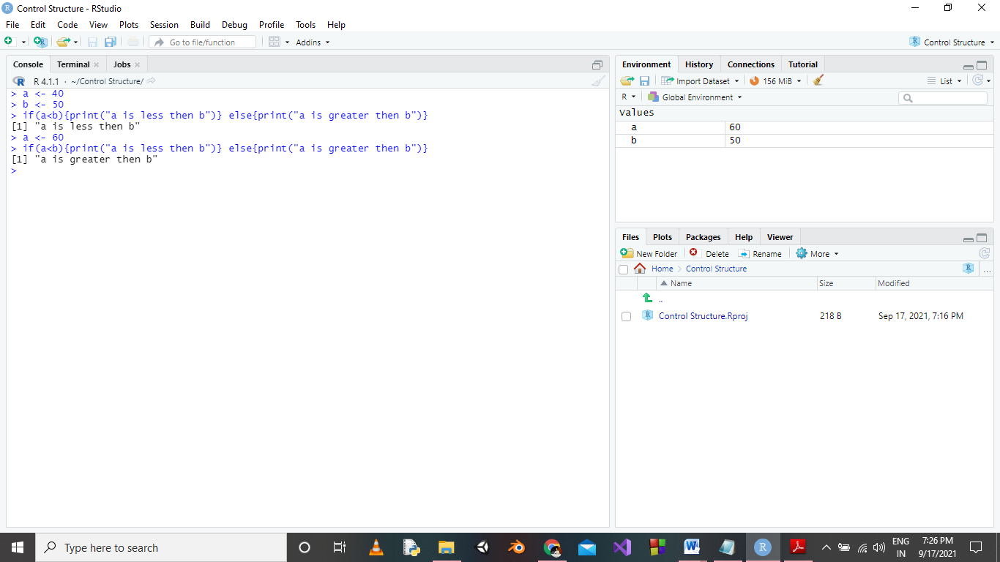 Control Structure - RStudio
File Edit Code View Plots Session Build Debug Profile Tools Help
Go to file/function Addins Control Structure
Console Terminal Jobs
R 4.1.1 · ~/Control Structure/
> a <- 40
> b <- 50
> if(a<b){print("a is less then b")} else{print("a is greater then b")}
[1] "a is less then b"
> a <- 60
> if(a<b){print("a is less then b")} else{print("a is greater then b")}
[1] "a is greater then b"
>
Environment History Connections Tutorial
Import Dataset 156 MiB List
R Global Environment
Values
a 60
b 50
Files Plots Packages Help Viewer
New Folder Delete Rename More
Home Control Structure ...
Name Size Modified
..
Control Structure.Rproj 218 B Sep 17, 2021, 7:16 PM
Type here to search
ENG
IN
7:26 PM
9/17/2021